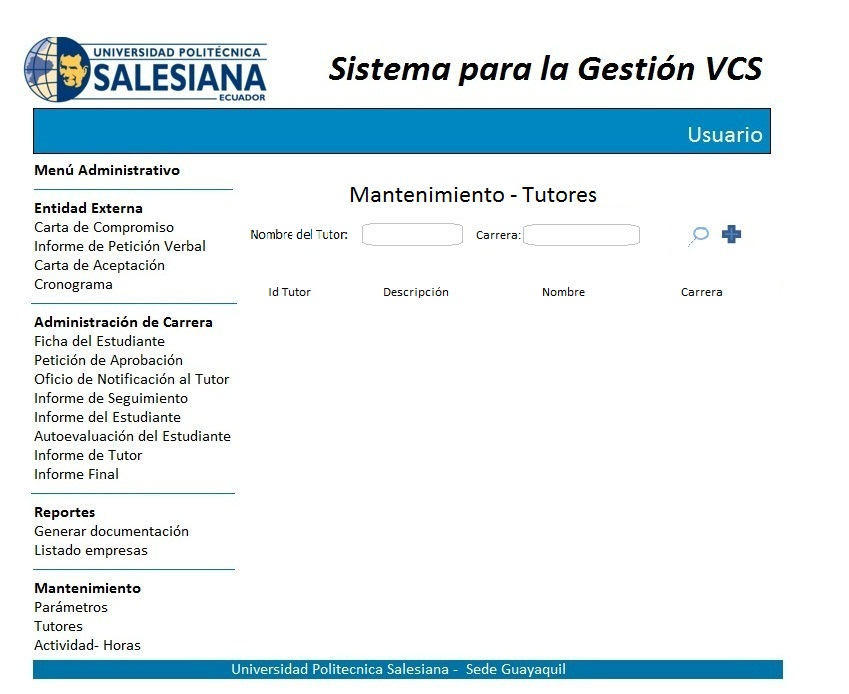 UNIVERSIDAD POLITÉCNICA
SALESIANA
ECUADOR
Sistema para la Gestión VCS
Usuario
Menú Administrativo
Entidad Externa
Carta de Compromiso
Informe de Petición Verbal
Carta de Aceptación
Cronograma
Administración de Carrera
Ficha del Estudiante
Petición de Aprobación
Oficio de Notificación al Tutor
Informe de Seguimiento
Informe del Estudiante
Autoevaluación del Estudiante
Informe de Tutor
Informe Final
Reportes
Generar documentación
Listado empresas
Mantenimiento
Parámetros
Tutores
Actividad- Horas
Mantenimiento - Tutores
Nombre del Tutor: Carrera:
Id Tutor Descripción Nombre Carrera
Universidad Politecnica Salesiana - Sede Guayaquil